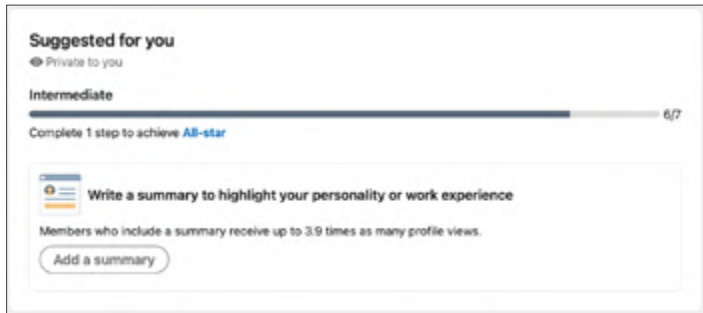 Suggested for you
Private to you
Intermediate
6/7
Complete 1 step to achieve All-star
Write a summary to highlight your personality or work experience
Members who include a summary receive up to 3.9 times as many profile views.
Add a summary